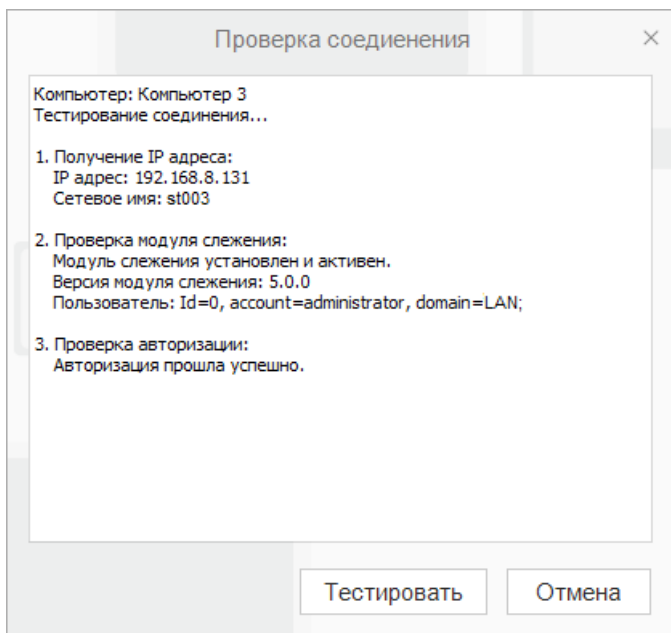 Проверка соедиенения
Компьютер: Компьютер 3
Тестирование соединения...
1. Получение IP адреса:
IP адрес: 192.168.8.131
Сетевое имя: st003
2. Проверка модуля слежения:
Модуль слежения установлен и активен.
Версия модуля слежения: 5.0.0
Пользователь: Id=0, account=administrator, domain=LAN;
3. Проверка авторизации:
Авторизация прошла успешно.
Тестировать
Отмена